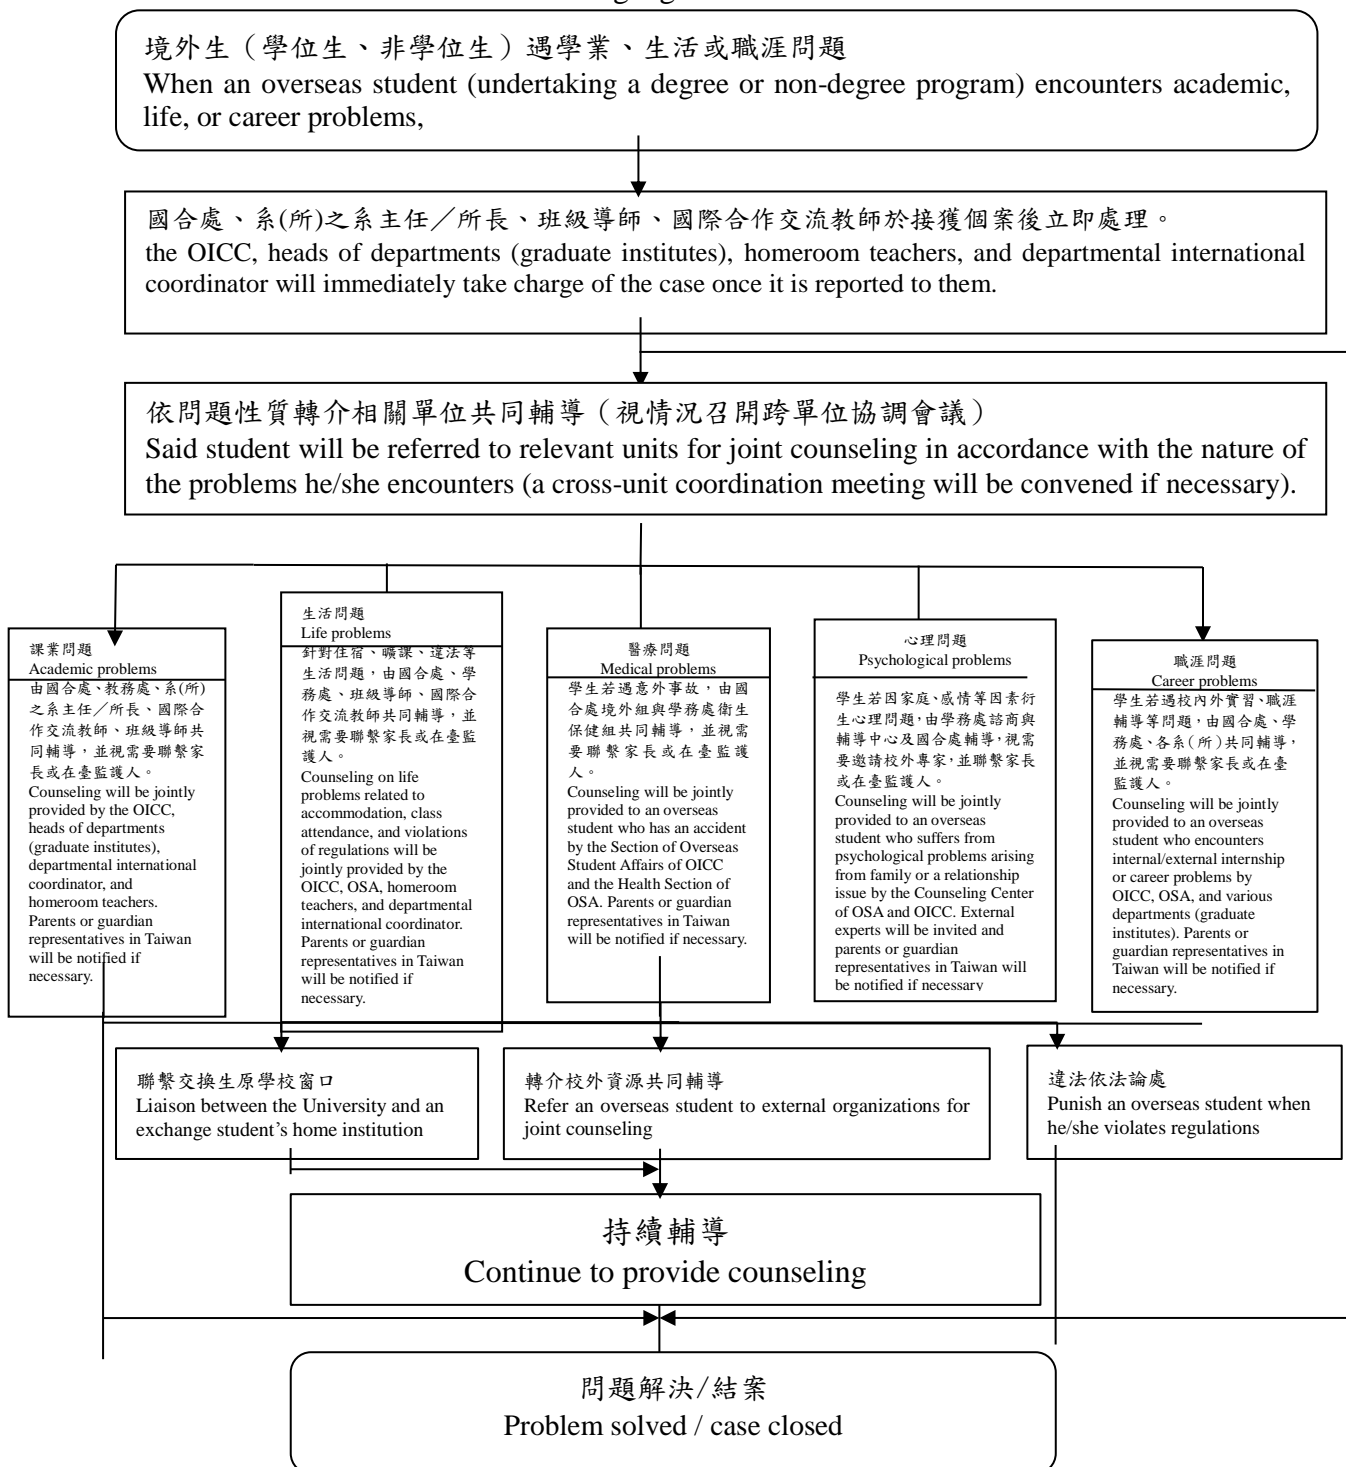 境外生（學位生、非學位生）遇學業、生活或職涯問題
When an overseas student (undertaking a degree or non-degree program) encounters academic,
life, or career problems,
國合處、系(所)之系主任／所長、班級導師、國際合作交流教師於接獲個案後立即處理。
the OICC, heads of departments (graduate institutes), homeroom teachers, and departmental international
coordinator will immediately take charge of the case once it is reported to them.
依問題性質轉介相關單位共同輔導（視情況召開跨單位協調會議）
Said student will be referred to relevant units for joint counseling in accordance with the nature of
the problems he/she encounters (a cross-unit coordination meeting will be convened if necessary).
課業問題
Academic problems
由國合處、教務處、系(所)
之系主任／所長、國際合
作交流教師、班級導師共
同輔導，並視需要聯繫家
長或在臺監護人。
Counseling will be jointly
provided by the OICC,
heads of departments
(graduate institutes),
departmental international
coordinator, and
homeroom teachers.
Parents or guardian
representatives in Taiwan
will be notified if
necessary.
生活問題
Life problems
針對住宿、曠課、違法等
生活問題，由國合處、學
務處、班級導師、國際合
作交流教師共同輔導，並
視需要聯繫家長或在臺監
護人。
Counseling on life
problems related to
accommodation, class
attendance, and violations
of regulations will be
jointly provided by the
OICC, OSA, homeroom
teachers, and departmental
international coordinator.
Parents or guardian
representatives in Taiwan
will be notified if
necessary.
醫療問題
Medical problems
學生若遇意外事故，由國
合處境外組與學務處衛生
保健組共同輔導，並視需
要聯繫家長或在臺監護
人。
Counseling will be jointly
provided to an overseas
student who has an accident
by the Section of Overseas
Student Affairs of OICC
and the Health Section of
OSA. Parents or guardian
representatives in Taiwan
will be notified if necessary.
心理問題
Psychological problems
學生若因家庭、感情等因素衍
生心理問題，由學務處諮商與
輔導中心及國合處輔導，視需
要邀請校外專家，並聯繫家長
或在臺監護人。
Counseling will be jointly
provided to an overseas
student who suffers from
psychological problems arising
from family or a relationship
issue by the Counseling Center
of OSA and OICC. External
experts will be invited and
parents or guardian
representatives in Taiwan will
be notified if necessary
職涯問題
Career problems
學生若遇校內外實習、職涯
輔導等問題，由國合處、學
務處、各系(所)共同輔導，
並視需要聯繫家長或在臺
監護人。
Counseling will be jointly
provided to an overseas
student who encounters
internal/external internship
or career problems by
OICC, OSA, and various
departments (graduate
institutes). Parents or
guardian representatives in
Taiwan will be notified if
necessary.
聯繫交換生原學校窗口
Liaison between the University and an
exchange student’s home institution
轉介校外資源共同輔導
Refer an overseas student to external organizations for
joint counseling
違法依法論處
Punish an overseas student when
he/she violates regulations
持續輔導
Continue to provide counseling
問題解決/結案
Problem solved / case closed